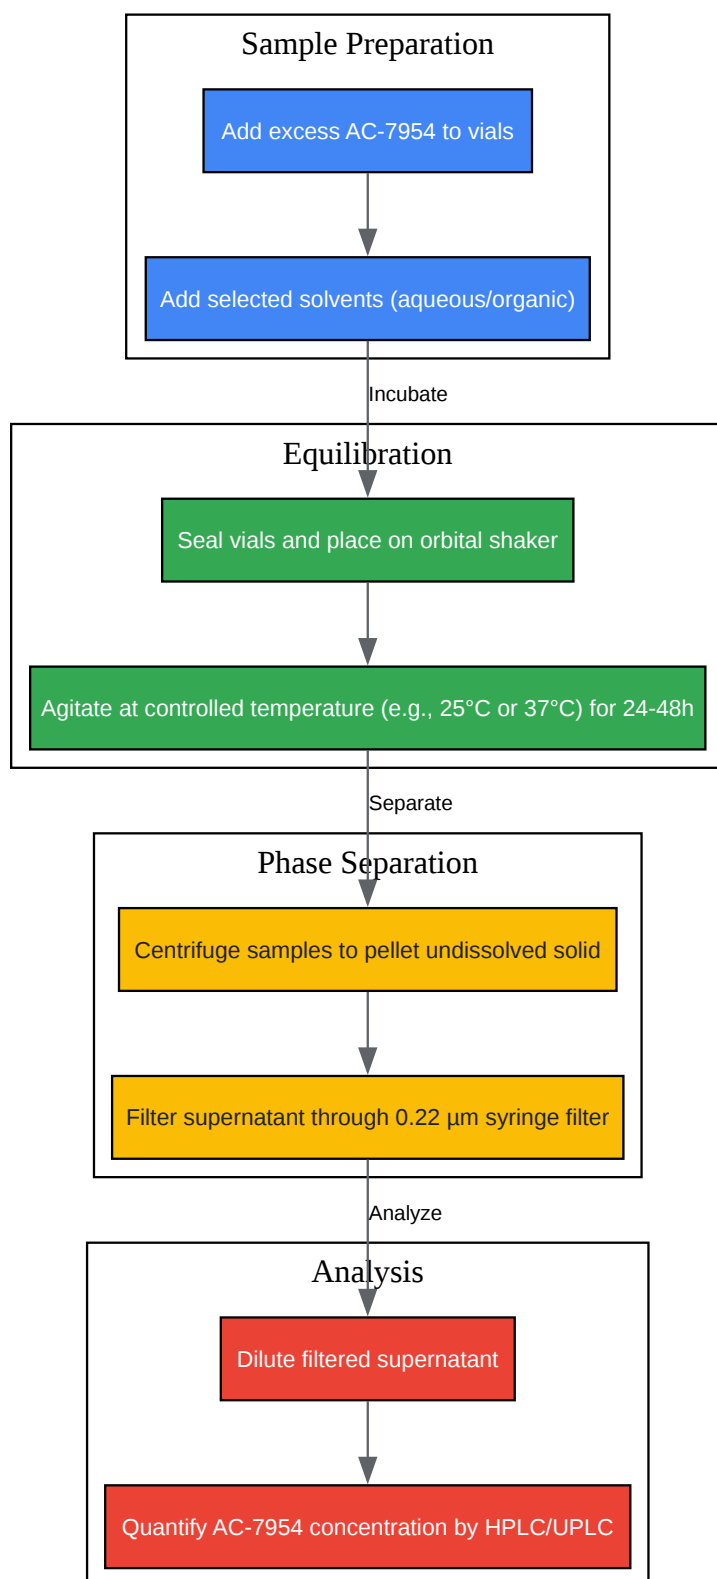 Sample Preparation
Add excess AC-7954 to vials
Add selected solvents (aqueous/organic)
Incubate
Equilibration
Seal vials and place on orbital shaker
Agitate at controlled temperature (e.g., 25°C or 37°C) for 24-48h
Separate
Phase Separation
Centrifuge samples to pellet undissolved solid
Filter supernatant through 0.22 µm syringe filter
Analyze
Analysis
Dilute filtered supernatant
Quantify AC-7954 concentration by HPLC/UPLC